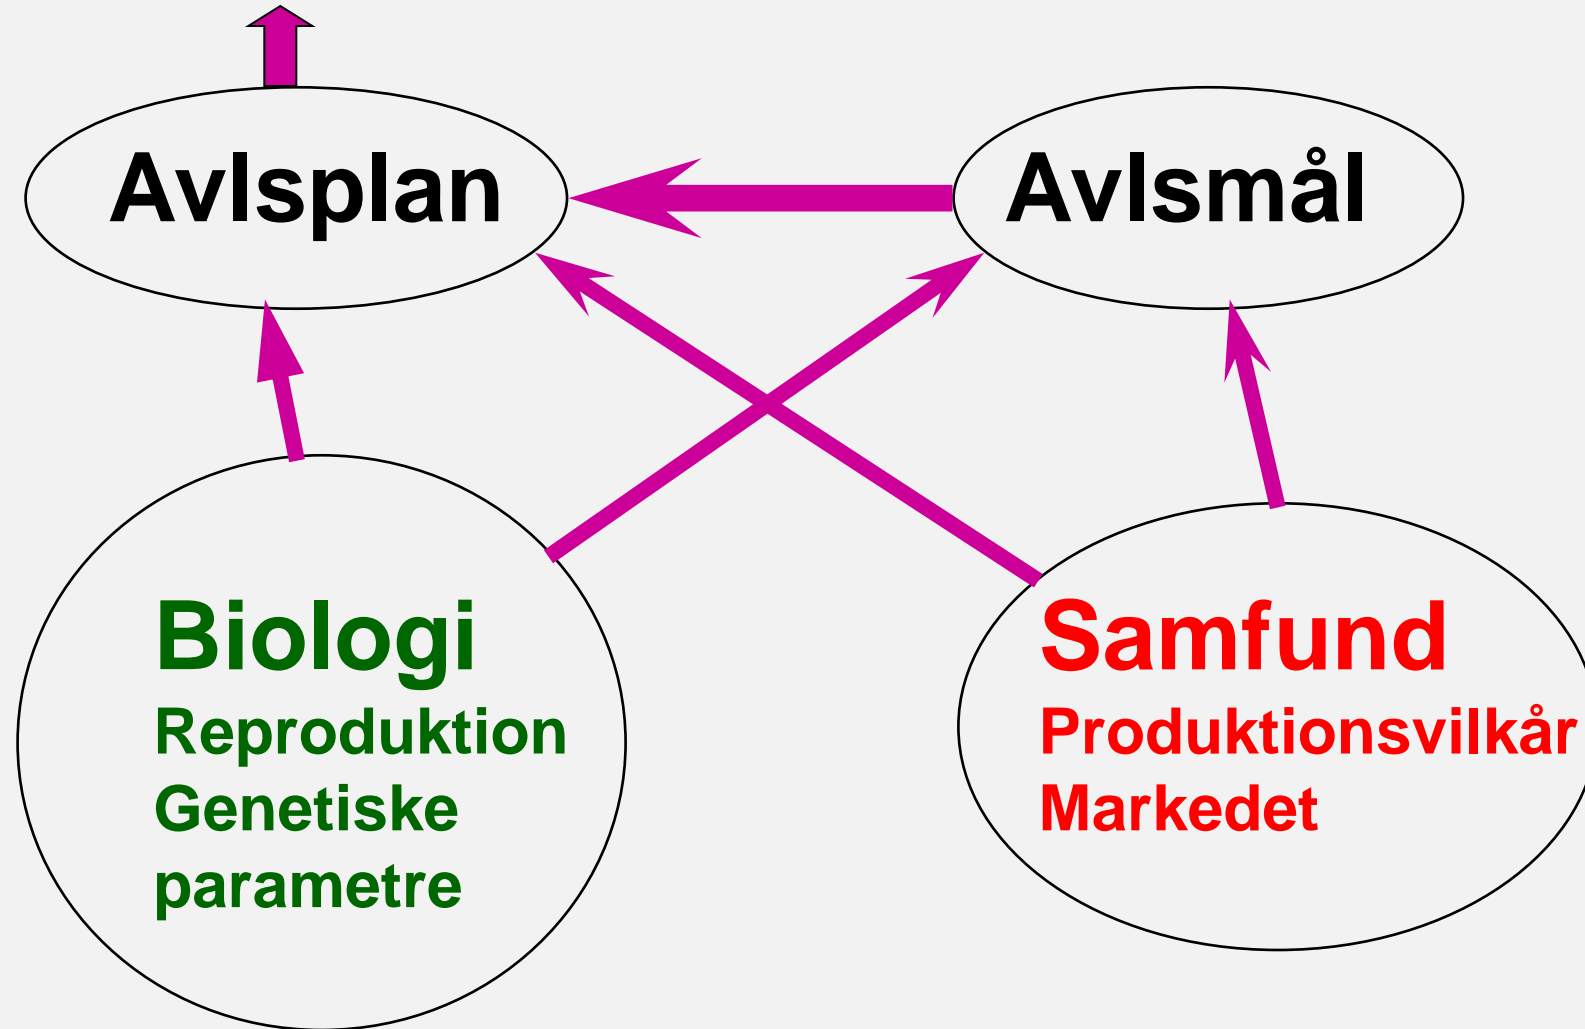 Avlsplan
Avlsmål
Biologi
Reproduktion
Genetiske
parametre
Samfund
Produktionsvilkår
Markedet